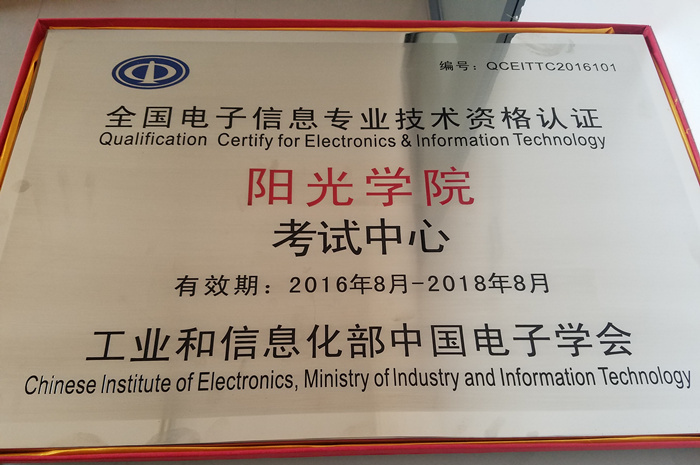 编号：QCEITTC2016101
全国电子信息专业技术资格认证
Qualification Certify for Electronics & Information Technology
阳光学院
考试中心
有效期：2016年8月-2018年8月
工业和信息化部中国电子学会
Chinese Institute of Electronics, Ministry of Industry and Information Technology